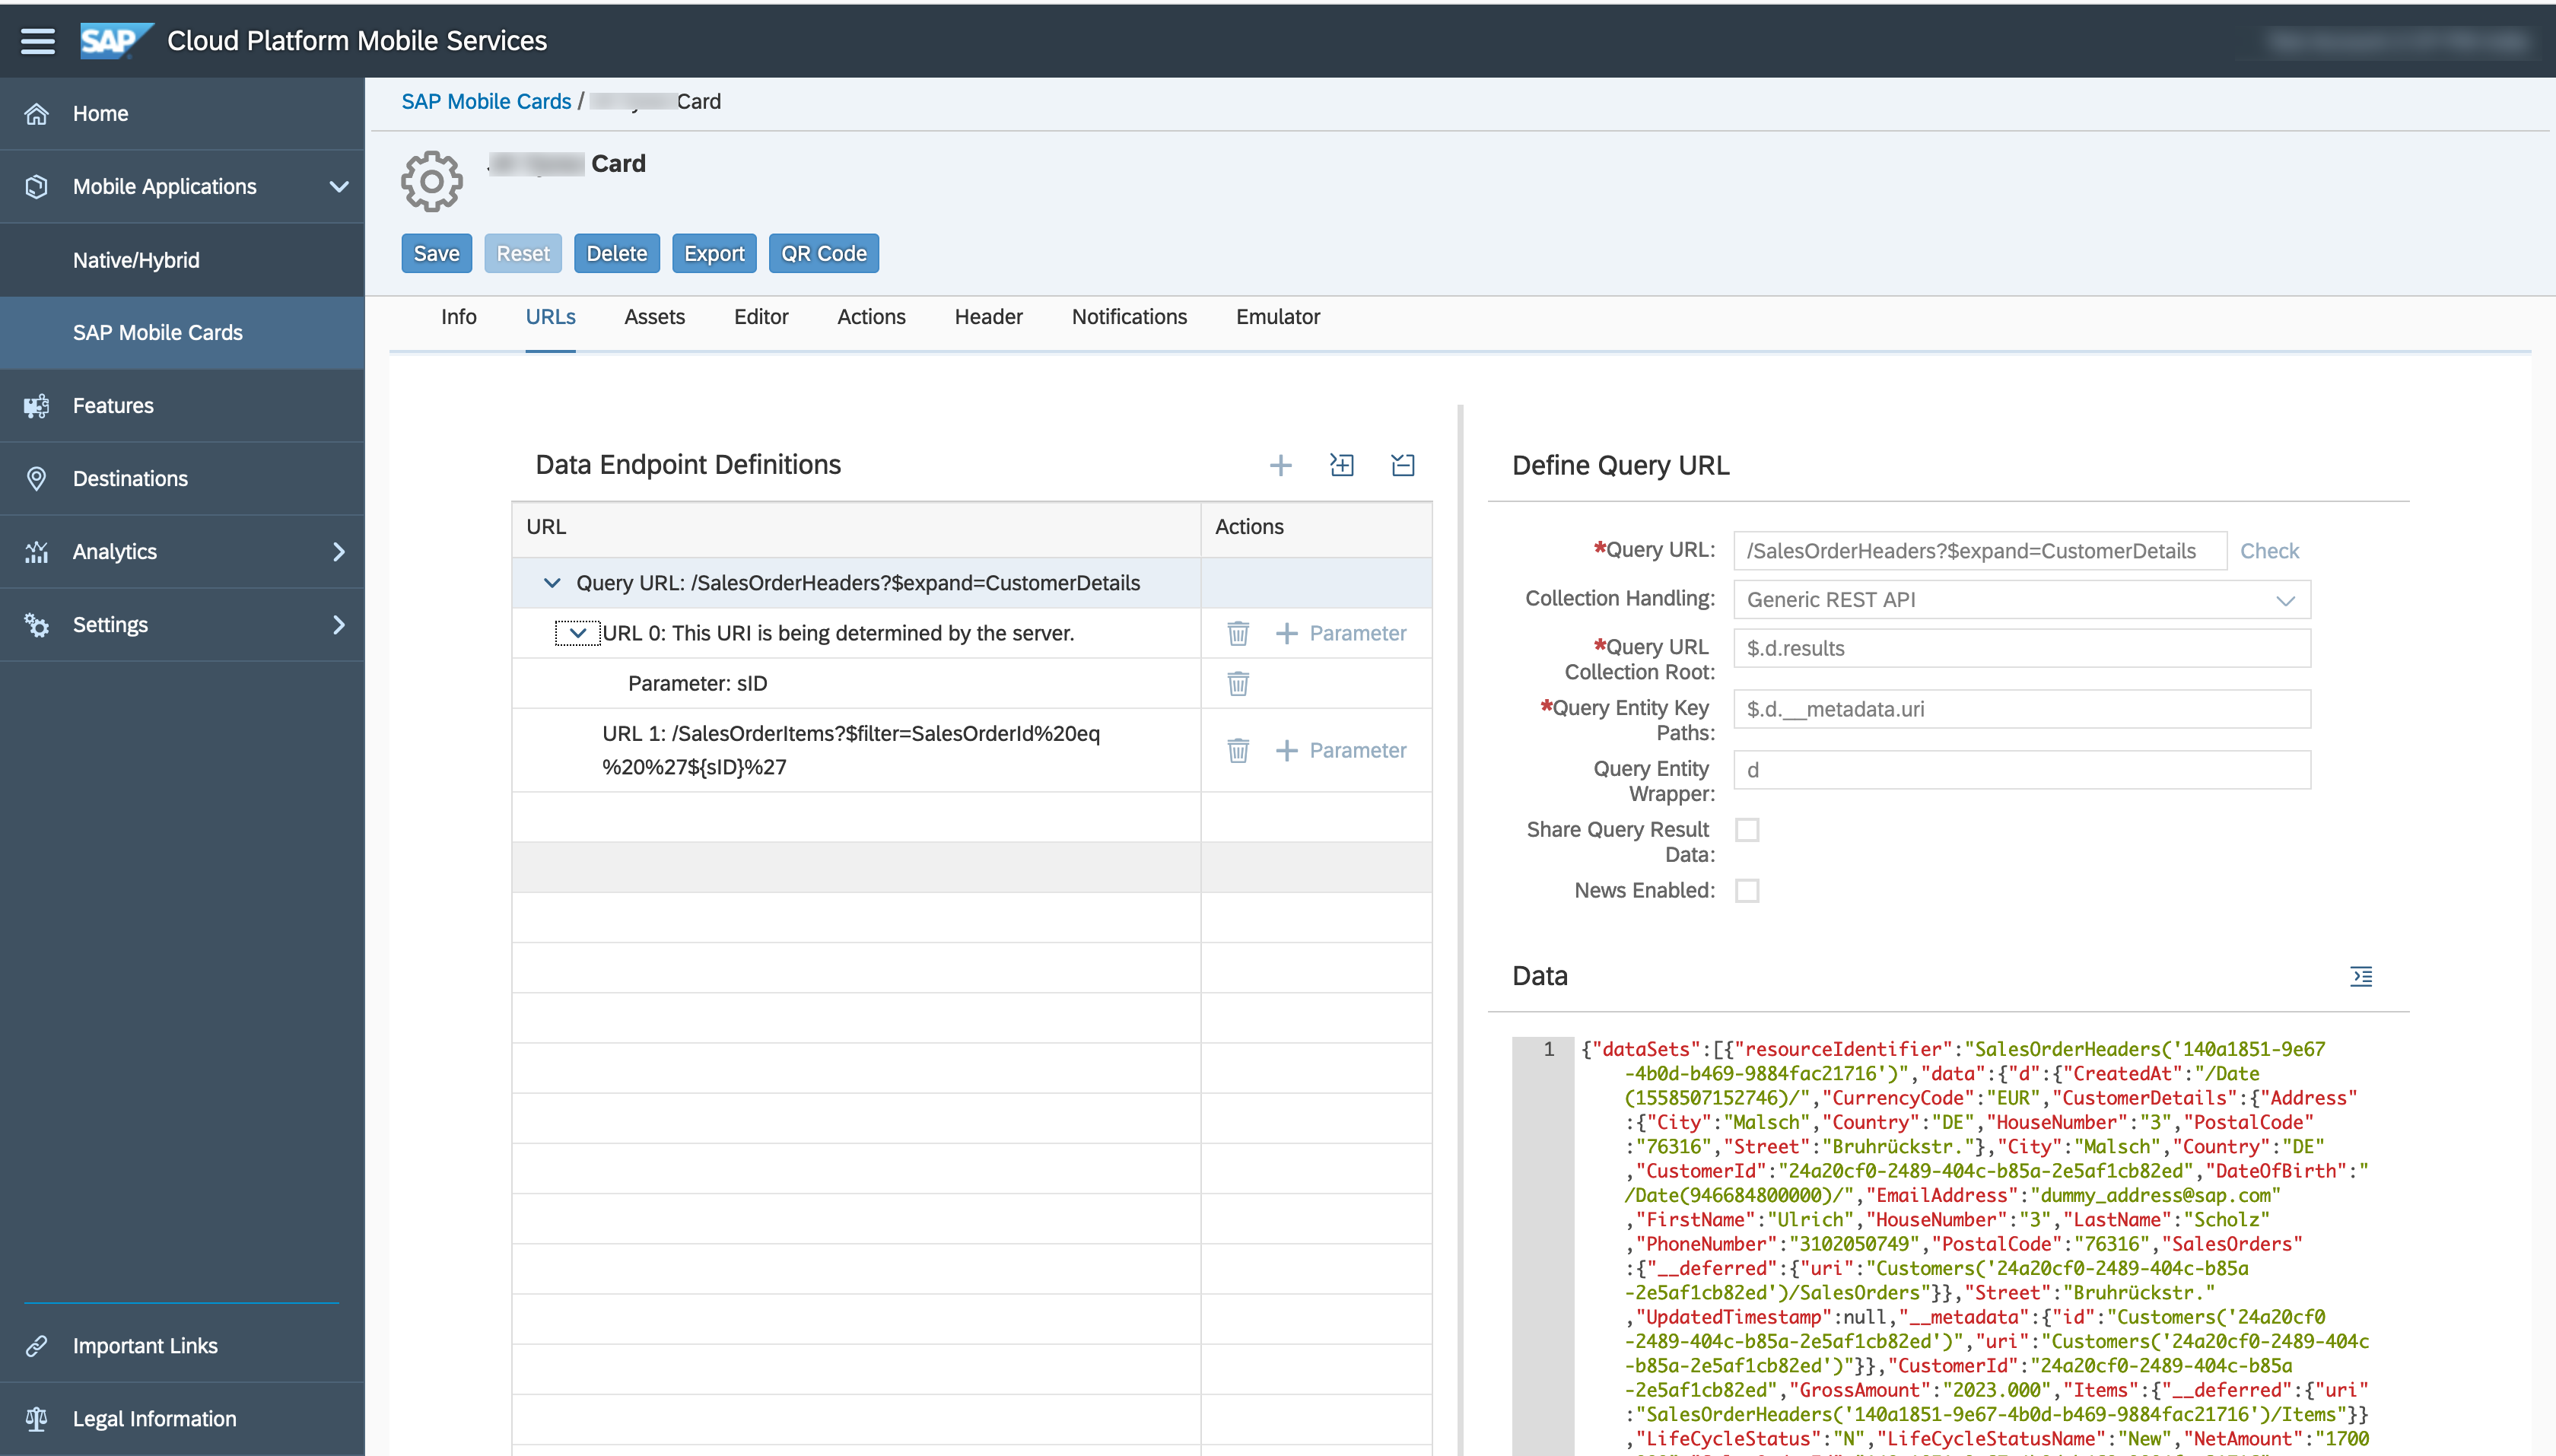 SAP Cloud Platform Mobile Services
Home
Mobile Applications
Native/Hybrid
SAP Mobile Cards
Features
Destinations
Analytics
Settings
Important Links
Legal Information
SAP Mobile Cards / Card
Card
Save Reset Delete Export QR Code
Info URLs Assets Editor Actions Header Notifications Emulator
Data Endpoint Definitions
URL Actions
Query URL: /SalesOrderHeaders?$expand=CustomerDetails
URL 0: This URI is being determined by the server. Parameter
Parameter: sID
URL 1: /SalesOrderItems?$filter=SalesOrderId%20eq
%20%27${sID}%27 Parameter
Define Query URL
*Query URL: /SalesOrderHeaders?$expand=CustomerDetails Check
Collection Handling: Generic REST API
*Query URL
Collection Root: $.d.results
*Query Entity Key
Paths: $.d.__metadata.uri
Query Entity
Wrapper: d
Share Query Result
Data:
News Enabled:
Data
1 {"dataSets":[{"resourceIdentifier":"SalesOrderHeaders('140a1851-9e67
-4b0d-b469-9884fac21716')","data":{"d":{"CreatedAt":"/Date
(1558507152746)/","CurrencyCode":"EUR","CustomerDetails":{"Address"
:{"City":"Malsch","Country":"DE","HouseNumber":"3","PostalCode"
:"76316","Street":"Bruhrückstr."},"City":"Malsch","Country":"DE"
,"CustomerId":"24a20cf0-2489-404c-b85a-2e5af1cb82ed","DateOfBirth":"
/Date(946684800000)/","EmailAddress":"dummy_address@sap.com"
,"FirstName":"Ulrich","HouseNumber":"3","LastName":"Scholz"
,"PhoneNumber":"3102050749","PostalCode":"76316","SalesOrders"
:{"__deferred":{"uri":"Customers('24a20cf0-2489-404c-b85a
-2e5af1cb82ed')/SalesOrders"}},"Street":"Bruhrückstr."
,"UpdatedTimestamp":null,"__metadata":{"id":"Customers('24a20cf0
-2489-404c-b85a-2e5af1cb82ed')","uri":"Customers('24a20cf0-2489-404c
-b85a-2e5af1cb82ed')"}},"CustomerId":"24a20cf0-2489-404c-b85a
-2e5af1cb82ed","GrossAmount":"2023.000","Items":{"__deferred":{"uri"
:"SalesOrderHeaders('140a1851-9e67-4b0d-b469-9884fac21716')/Items"}}
,"LifeCycleStatus":"N","LifeCycleStatusName":"New","NetAmount":"1700